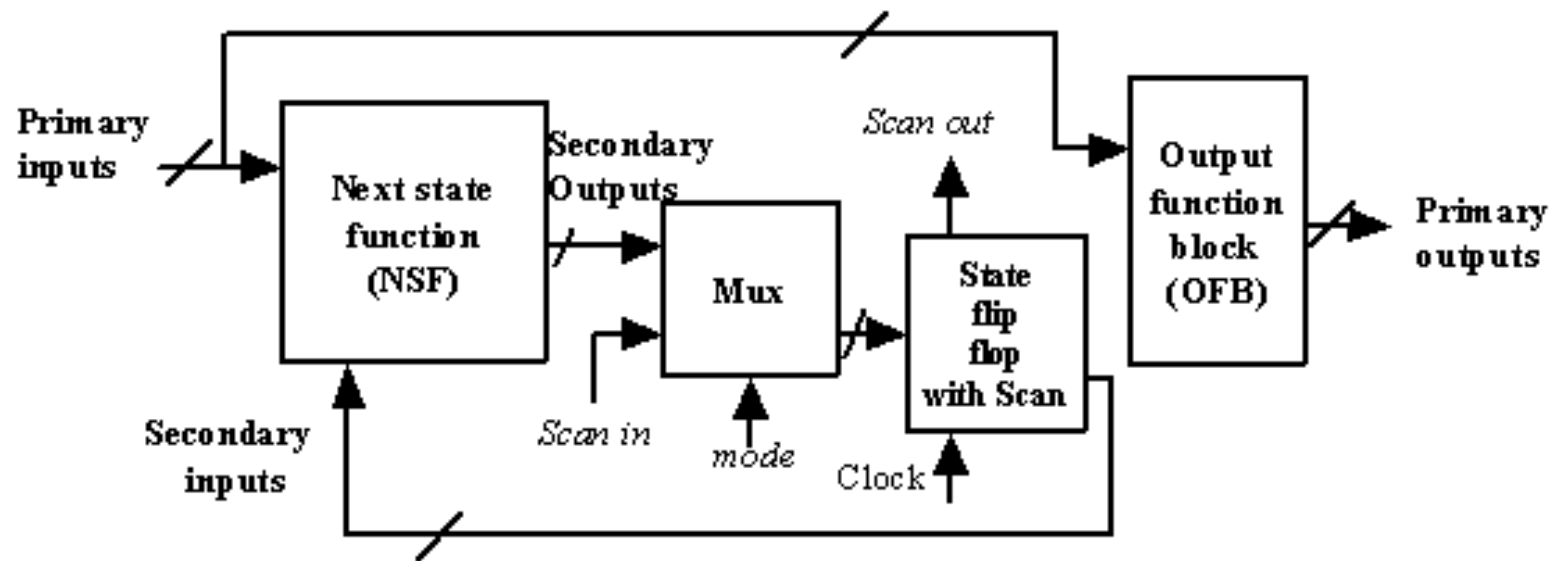 Primary
inputs
Next state
function
(NSF)
Secondary
Outputs
Secondary
inputs
Scan in
Mux
mode
Scan out
State
flip
flop
with Scan
Clock
Output
function
block
(OFB)
Primary
outputs